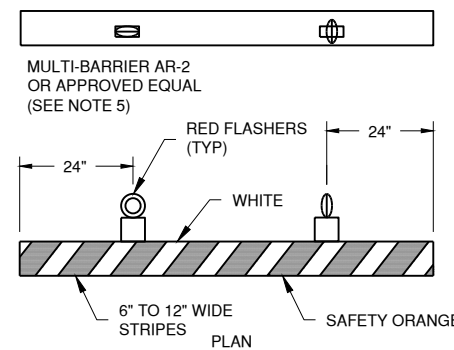 MULTI-BARRIER AR-2
OR APPROVED EQUAL
(SEE NOTE 5)
RED FLASHERS
(TYP)
24"
24"
WHITE
6" TO 12" WIDE
STRIPES
SAFETY ORANGE
PLAN